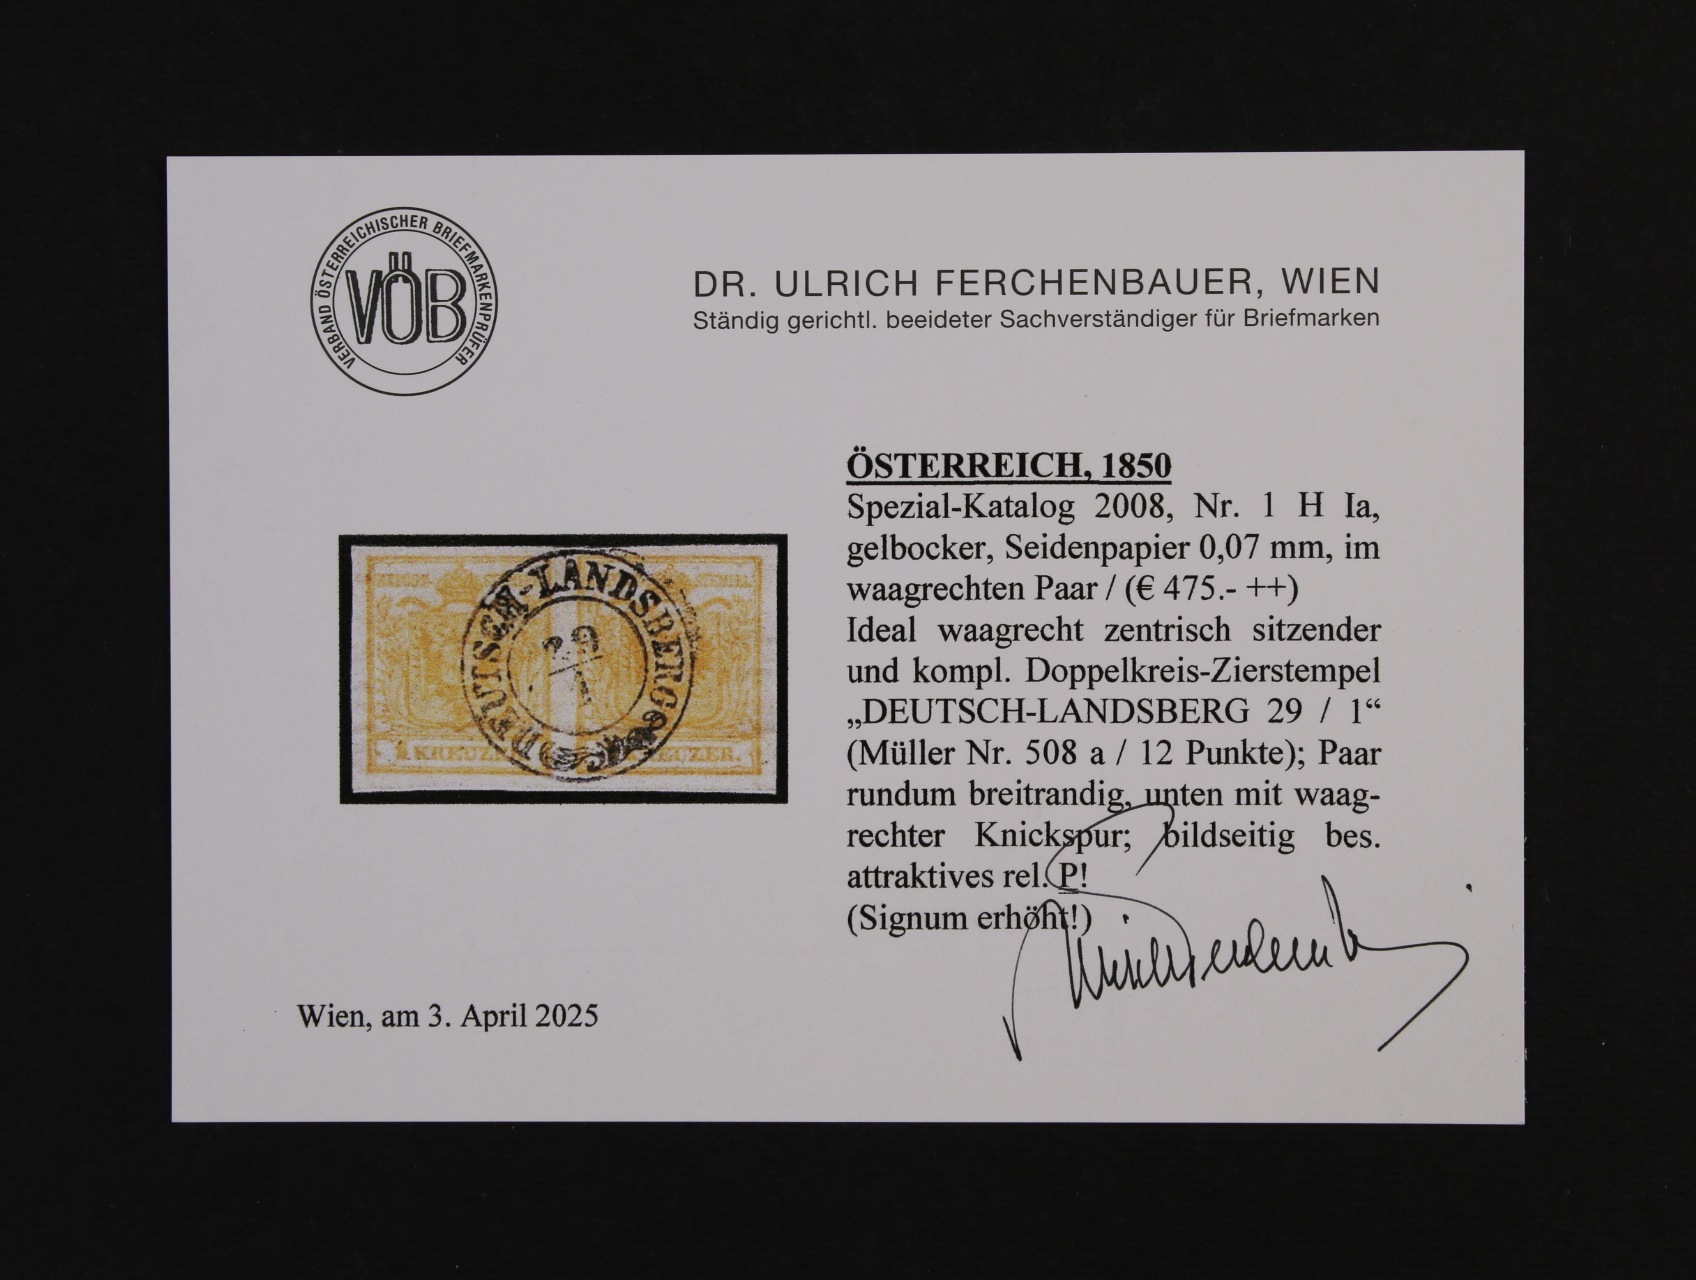 VERBAND ÖSTERREICHISCHER BRIEFMARKENPRÜFER
VÖB
DR. ULRICH FERCHENBAUER, WIEN
Ständig gerichtl. beeideter Sachverständiger für Briefmarken
DEUTSCH-LANDSBERG
29
1
1 KREUZER.
ÖSTERREICH, 1850
Spezial-Katalog 2008, Nr. 1 H Ia,
gelbocker, Seidenpapier 0,07 mm, im
waagrechten Paar / (€ 475.- ++)
Ideal waagrecht zentrisch sitzender
und kompl. Doppelkreis-Zierstempel
„DEUTSCH-LANDSBERG 29 / 1“
(Müller Nr. 508 a / 12 Punkte); Paar
rundum breitrandig, unten mit waag-
rechter Knickspur; bildseitig bes.
attraktives rel. P!
(Signum erhöht!)
Wien, am 3. April 2025